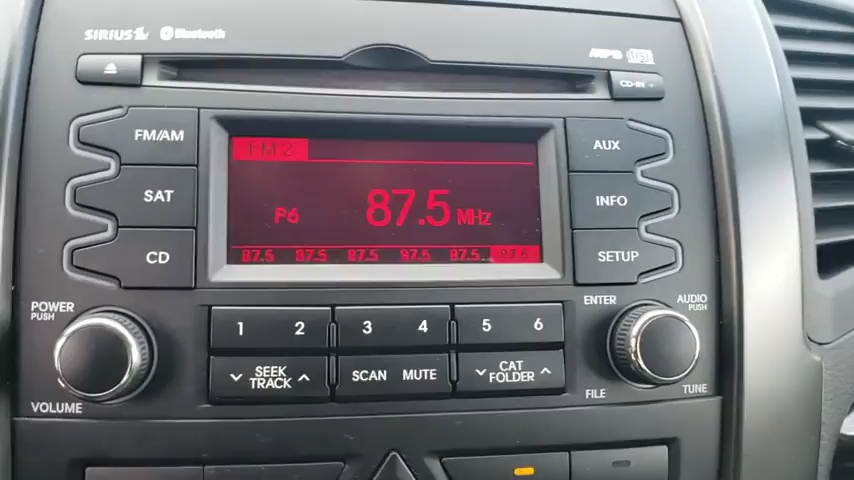 SIRIUS Bluetooth
MP3
CD-IN
FM/AM
SAT
CD
FM 2
P6 87.5 MHz
87.5 87.5 87.5 87.5 87.5 87.5
AUX
INFO
SETUP
POWER
PUSH
VOLUME
1 2 3 4 5 6
SEEK
TRACK
SCAN MUTE
CAT
FOLDER
ENTER
FILE
AUDIO
PUSH
TUNE